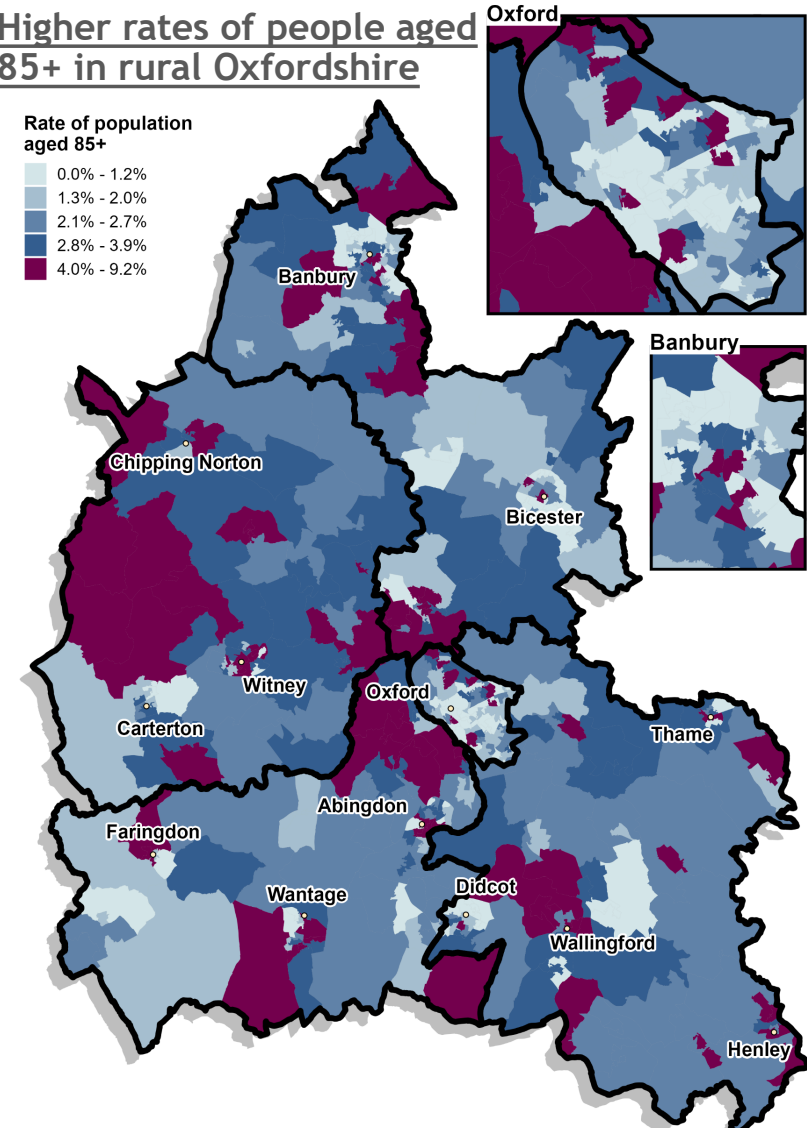 Higher rates of people aged
85+ in rural Oxfordshire
Oxford
Rate of population
aged 85+
0.0% - 1.2%
1.3% - 2.0%
2.1% - 2.7%
2.8% - 3.9%
4.0% - 9.2%
Banbury
Banbury
Chipping Norton
Bicester
Witney
Oxford
Carterton
Thame
Abingdon
Faringdon
Didcot
Wantage
Wallingford
Henley